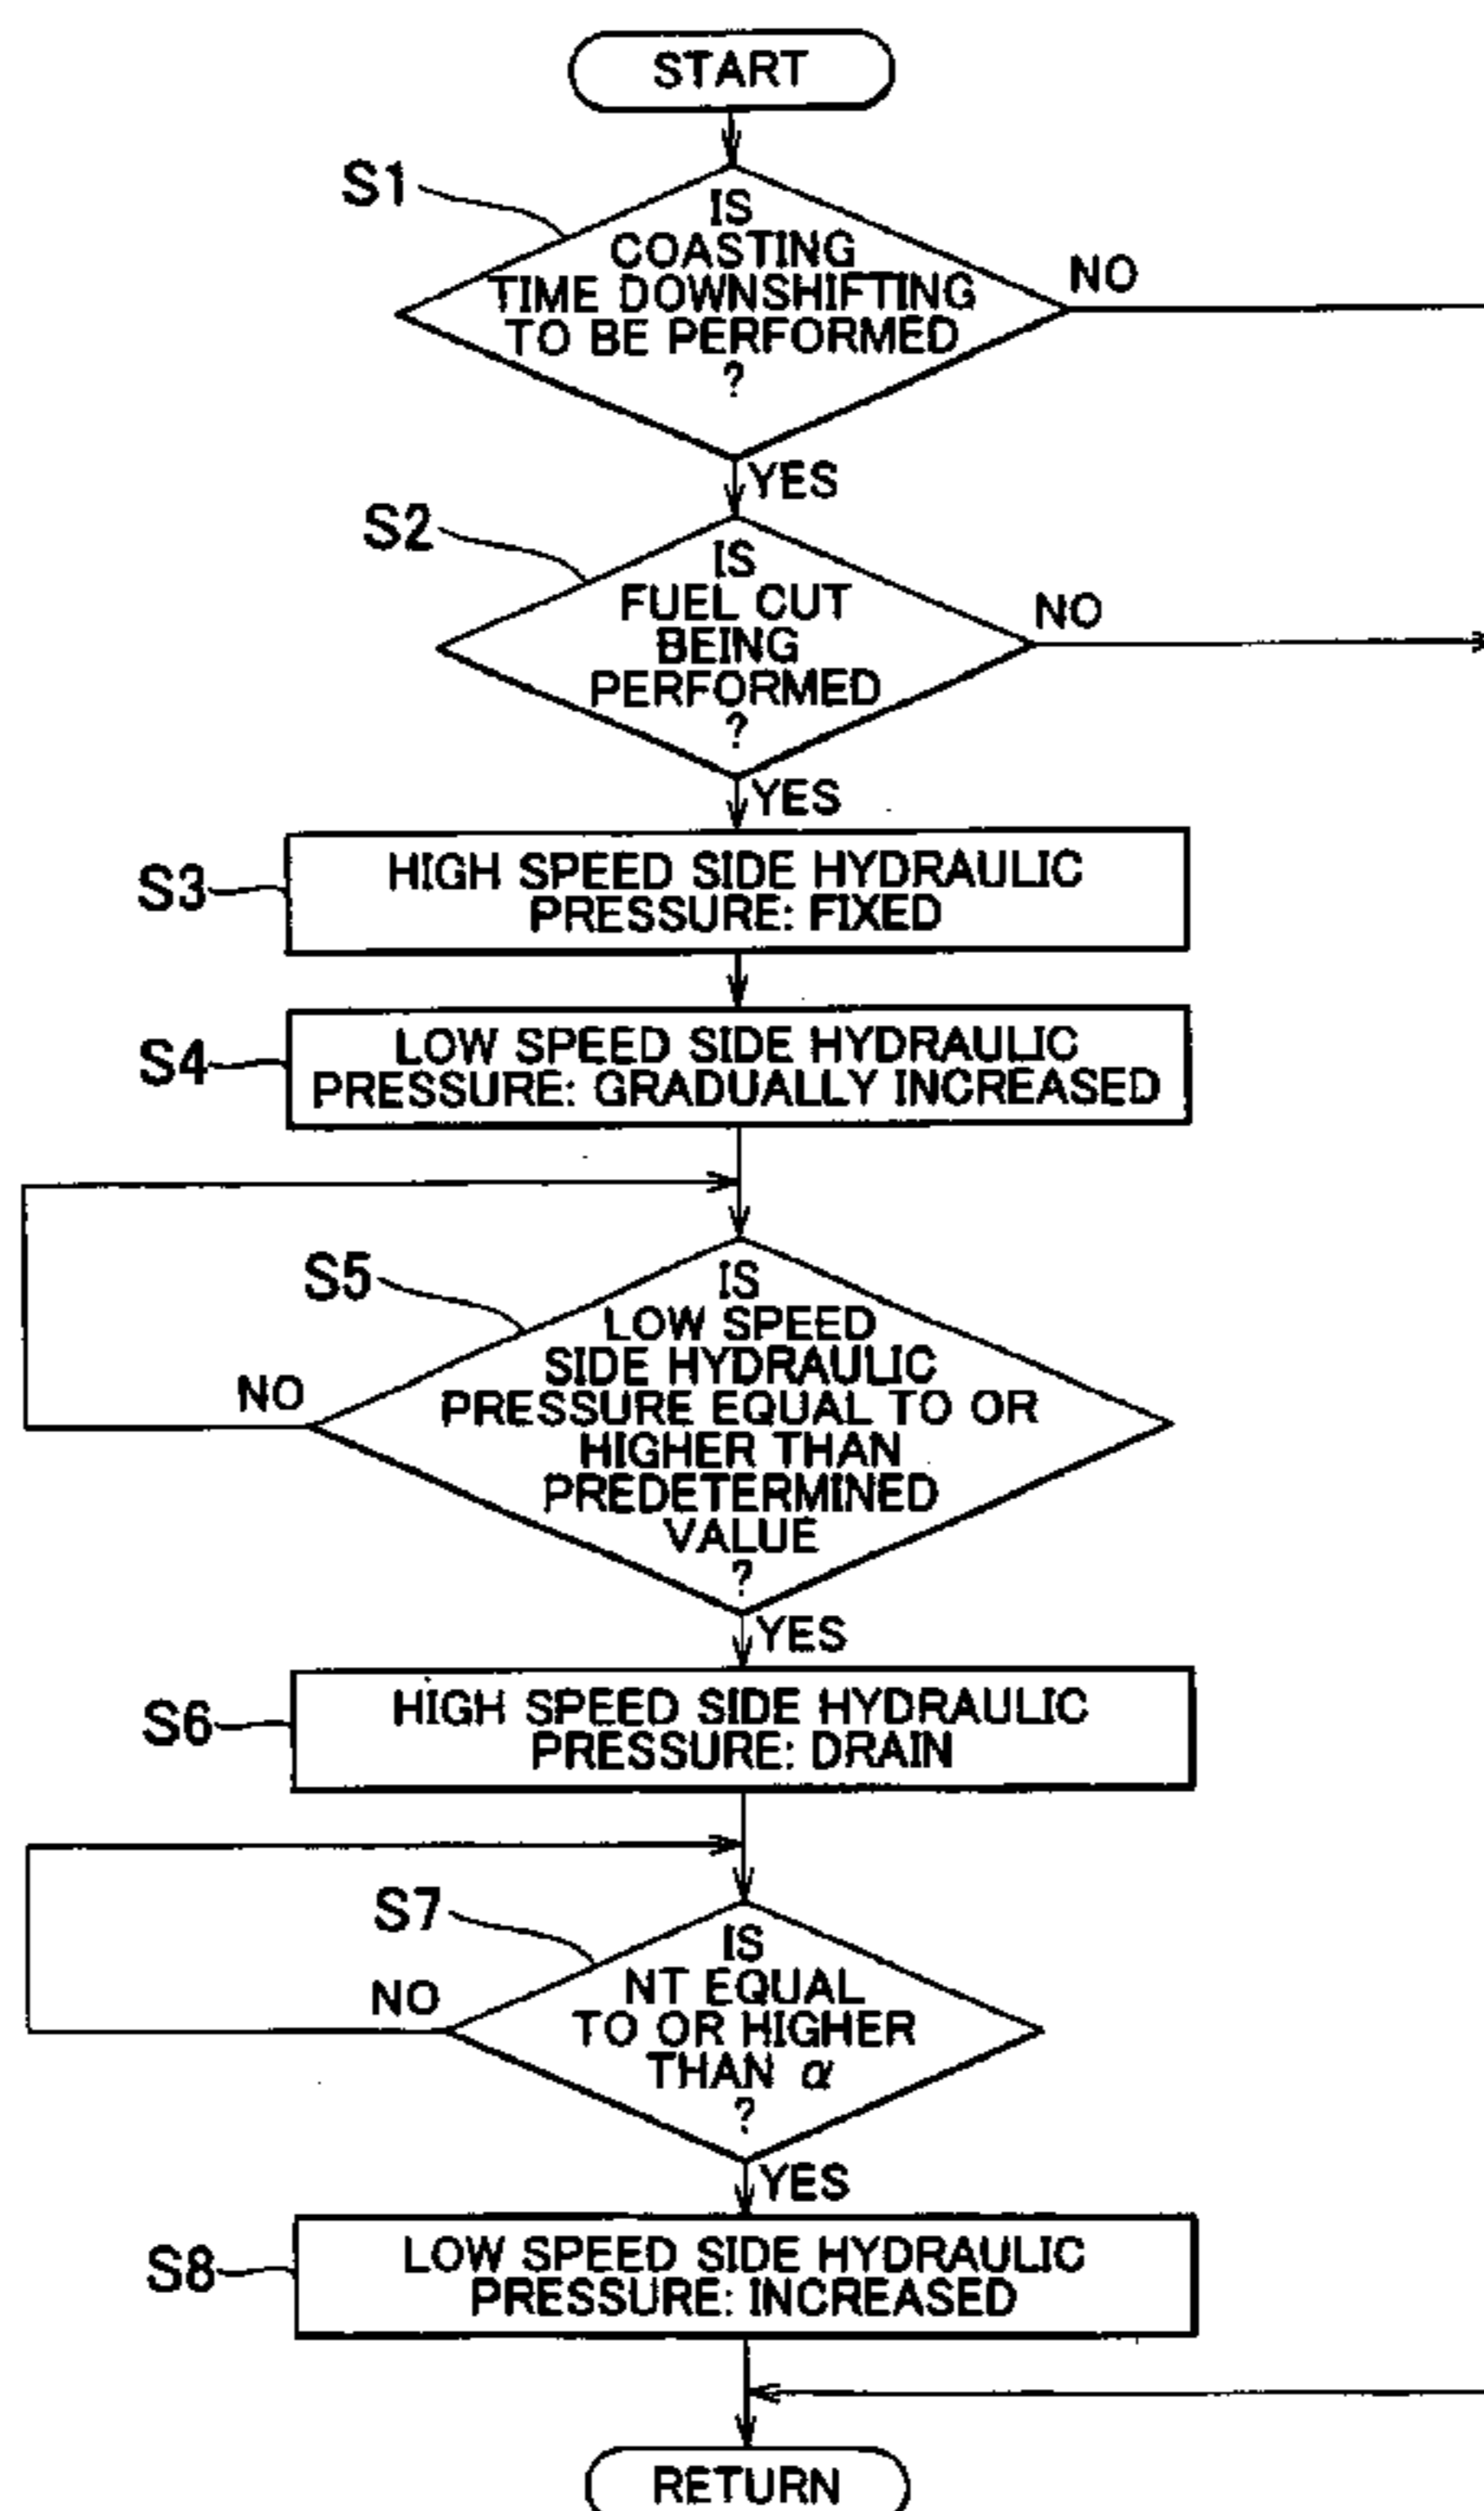 START
S1
IS
COASTING
TIME DOWNSHIFTING
TO BE PERFORMED
?
NO
YES
S2
IS
FUEL CUT
BEING
PERFORMED
?
NO
YES
S3
HIGH SPEED SIDE HYDRAULIC
PRESSURE: FIXED
S4
LOW SPEED SIDE HYDRAULIC
PRESSURE: GRADUALLY INCREASED
S5
IS
LOW SPEED
SIDE HYDRAULIC
PRESSURE EQUAL TO OR
HIGHER THAN
PREDETERMINED
VALUE
?
NO
YES
S6
HIGH SPEED SIDE HYDRAULIC
PRESSURE: DRAIN
S7
IS
NT EQUAL
TO OR HIGHER
THAN α
?
NO
YES
S8
LOW SPEED SIDE HYDRAULIC
PRESSURE: INCREASED
RETURN